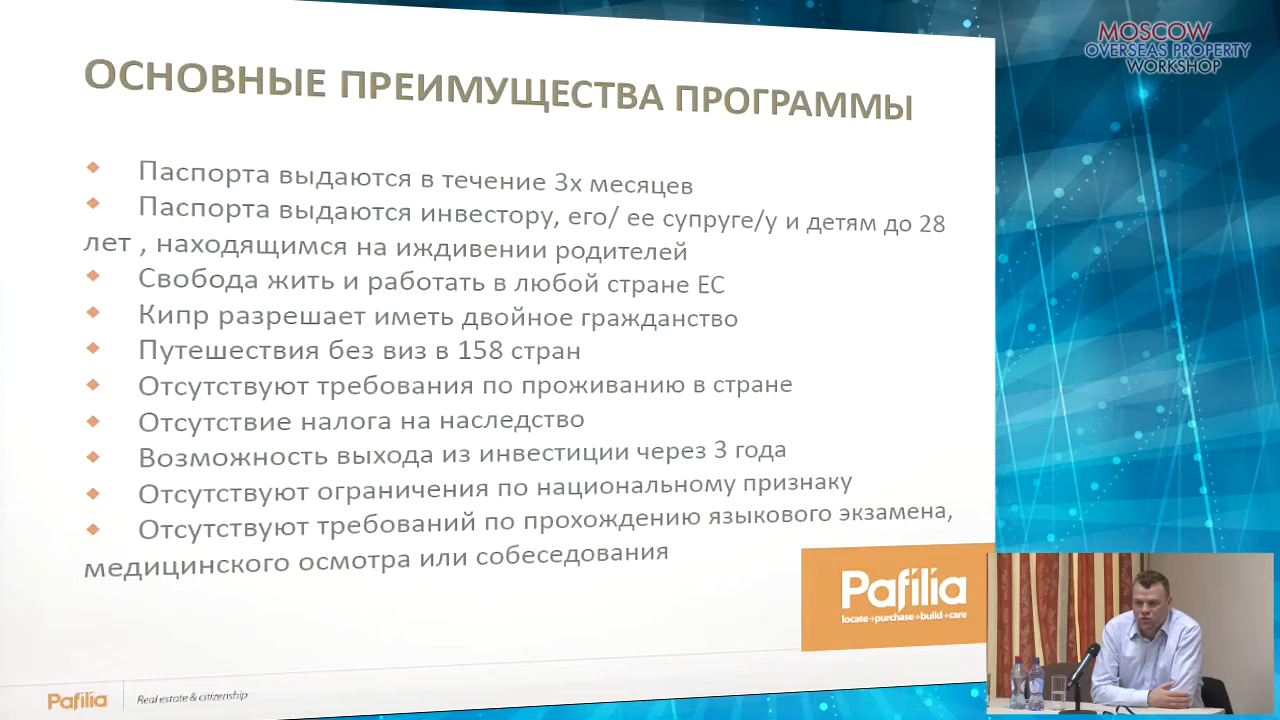 MOSCOW
OVERSEAS PROPERTY
WORKSHOP
ОСНОВНЫЕ ПРЕИМУЩЕСТВА ПРОГРАММЫ
Паспорта выдаются в течение 3х месяцев
Паспорта выдаются инвестору, его/ ее супруге/у и детям до 28
лет , находящимся на иждивении родителей
Свобода жить и работать в любой стране ЕС
Кипр разрешает иметь двойное гражданство
Путешествия без виз в 158 стран
Отсутствуют требования по проживанию в стране
Отсутствие налога на наследство
Возможность выхода из инвестиции через 3 года
Отсутствуют ограничения по национальному признаку
Отсутствуют требований по прохождению языкового экзамена,
медицинского осмотра или собеседования
Pafilia
locate→purchase→build→care
Pafilia
Real estate & citizenship